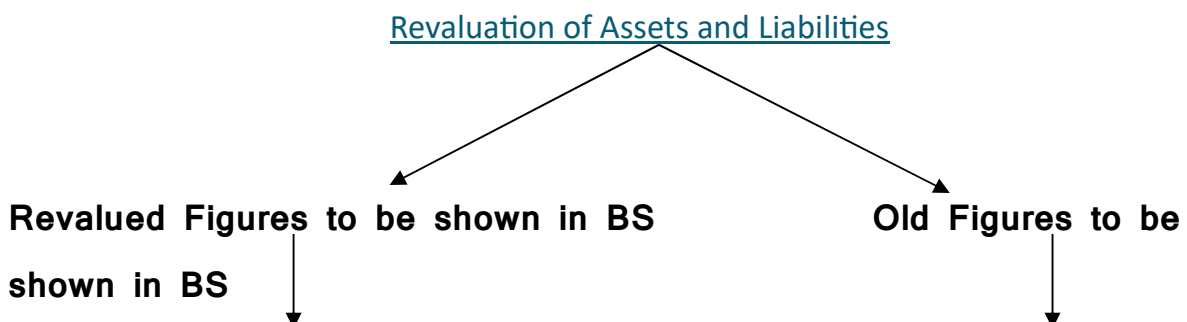 Revaluation of Assets and Liabilities
Revalued Figures to be shown in BS Old Figures to be
shown in BS